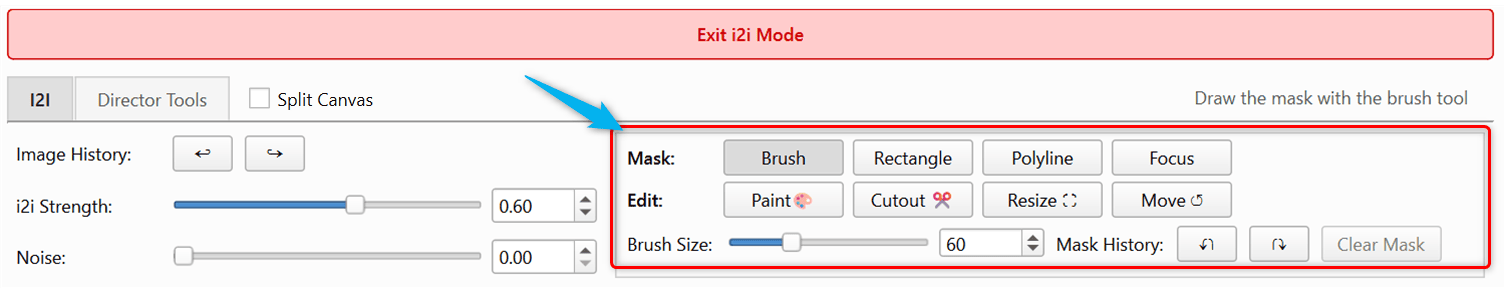 Exit i2i Mode
I2I Director Tools Split Canvas Draw the mask with the brush tool
Image History: ↩ ↪
Mask: Brush Rectangle Polyline Focus
i2i Strength: 0.60
Edit: Paint🎨 Cutout ✂ Resize ⛶ Move ↺
Noise: 0.00
Brush Size: 60 Mask History: Clear Mask